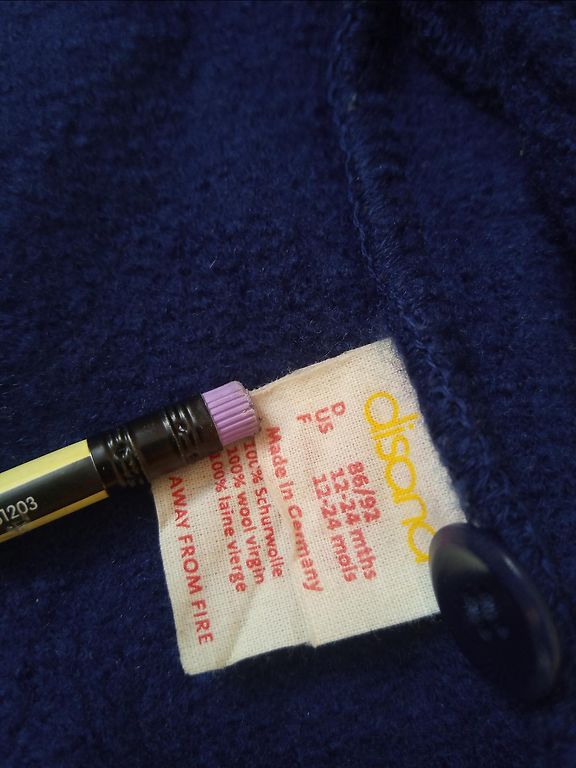 disana
D 86/92
US 12-24 mths
F 12-24 mois
Made in Germany
100% Schurwolle
100% wool virgin
100% laine vierge
AWAY FROM FIRE
1203